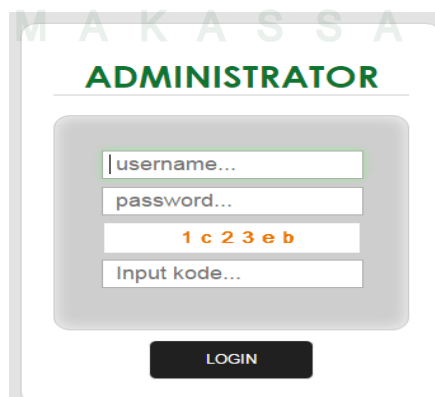 M A K A S S A
ADMINISTRATOR
username...
password...
1 c 2 3 e b
Input kode...
LOGIN